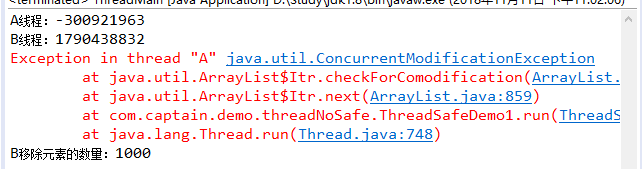 <terminated> ThreadMain [Java Application] D:\Study\jdk1.8\bin\javaw.exe (2018年11月11日 下午11:02:06)
A线程：-300921963
B线程：1790438832
Exception in thread "A" java.util.ConcurrentModificationException
at java.util.ArrayList$Itr.checkForComodification(ArrayList.
at java.util.ArrayList$Itr.next(ArrayList.java:859)
at com.captain.demo.threadNoSafe.ThreadSafeDemo1.run(ThreadS
at java.lang.Thread.run(Thread.java:748)
B移除元素的数量：1000